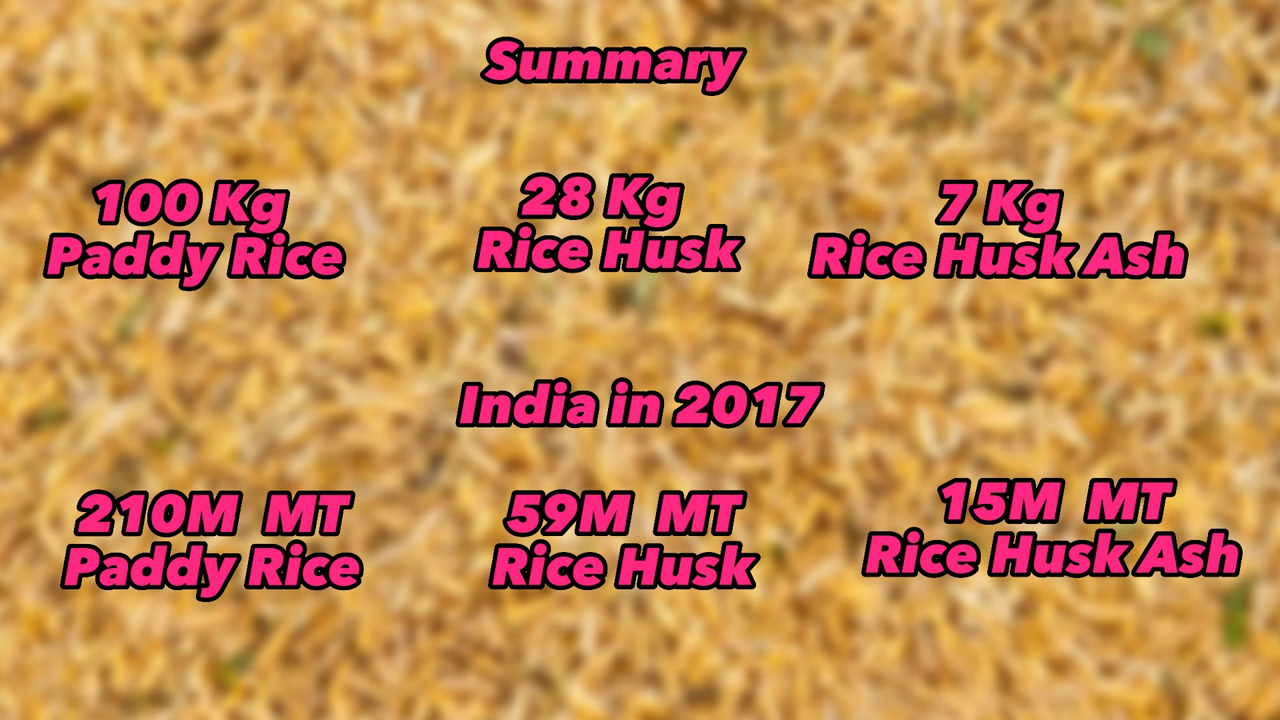 Summary
100 Kg
Paddy Rice
28 Kg
Rice Husk
7 Kg
Rice Husk Ash
India in 2017
210M MT
Paddy Rice
59M MT
Rice Husk
15M MT
Rice Husk Ash